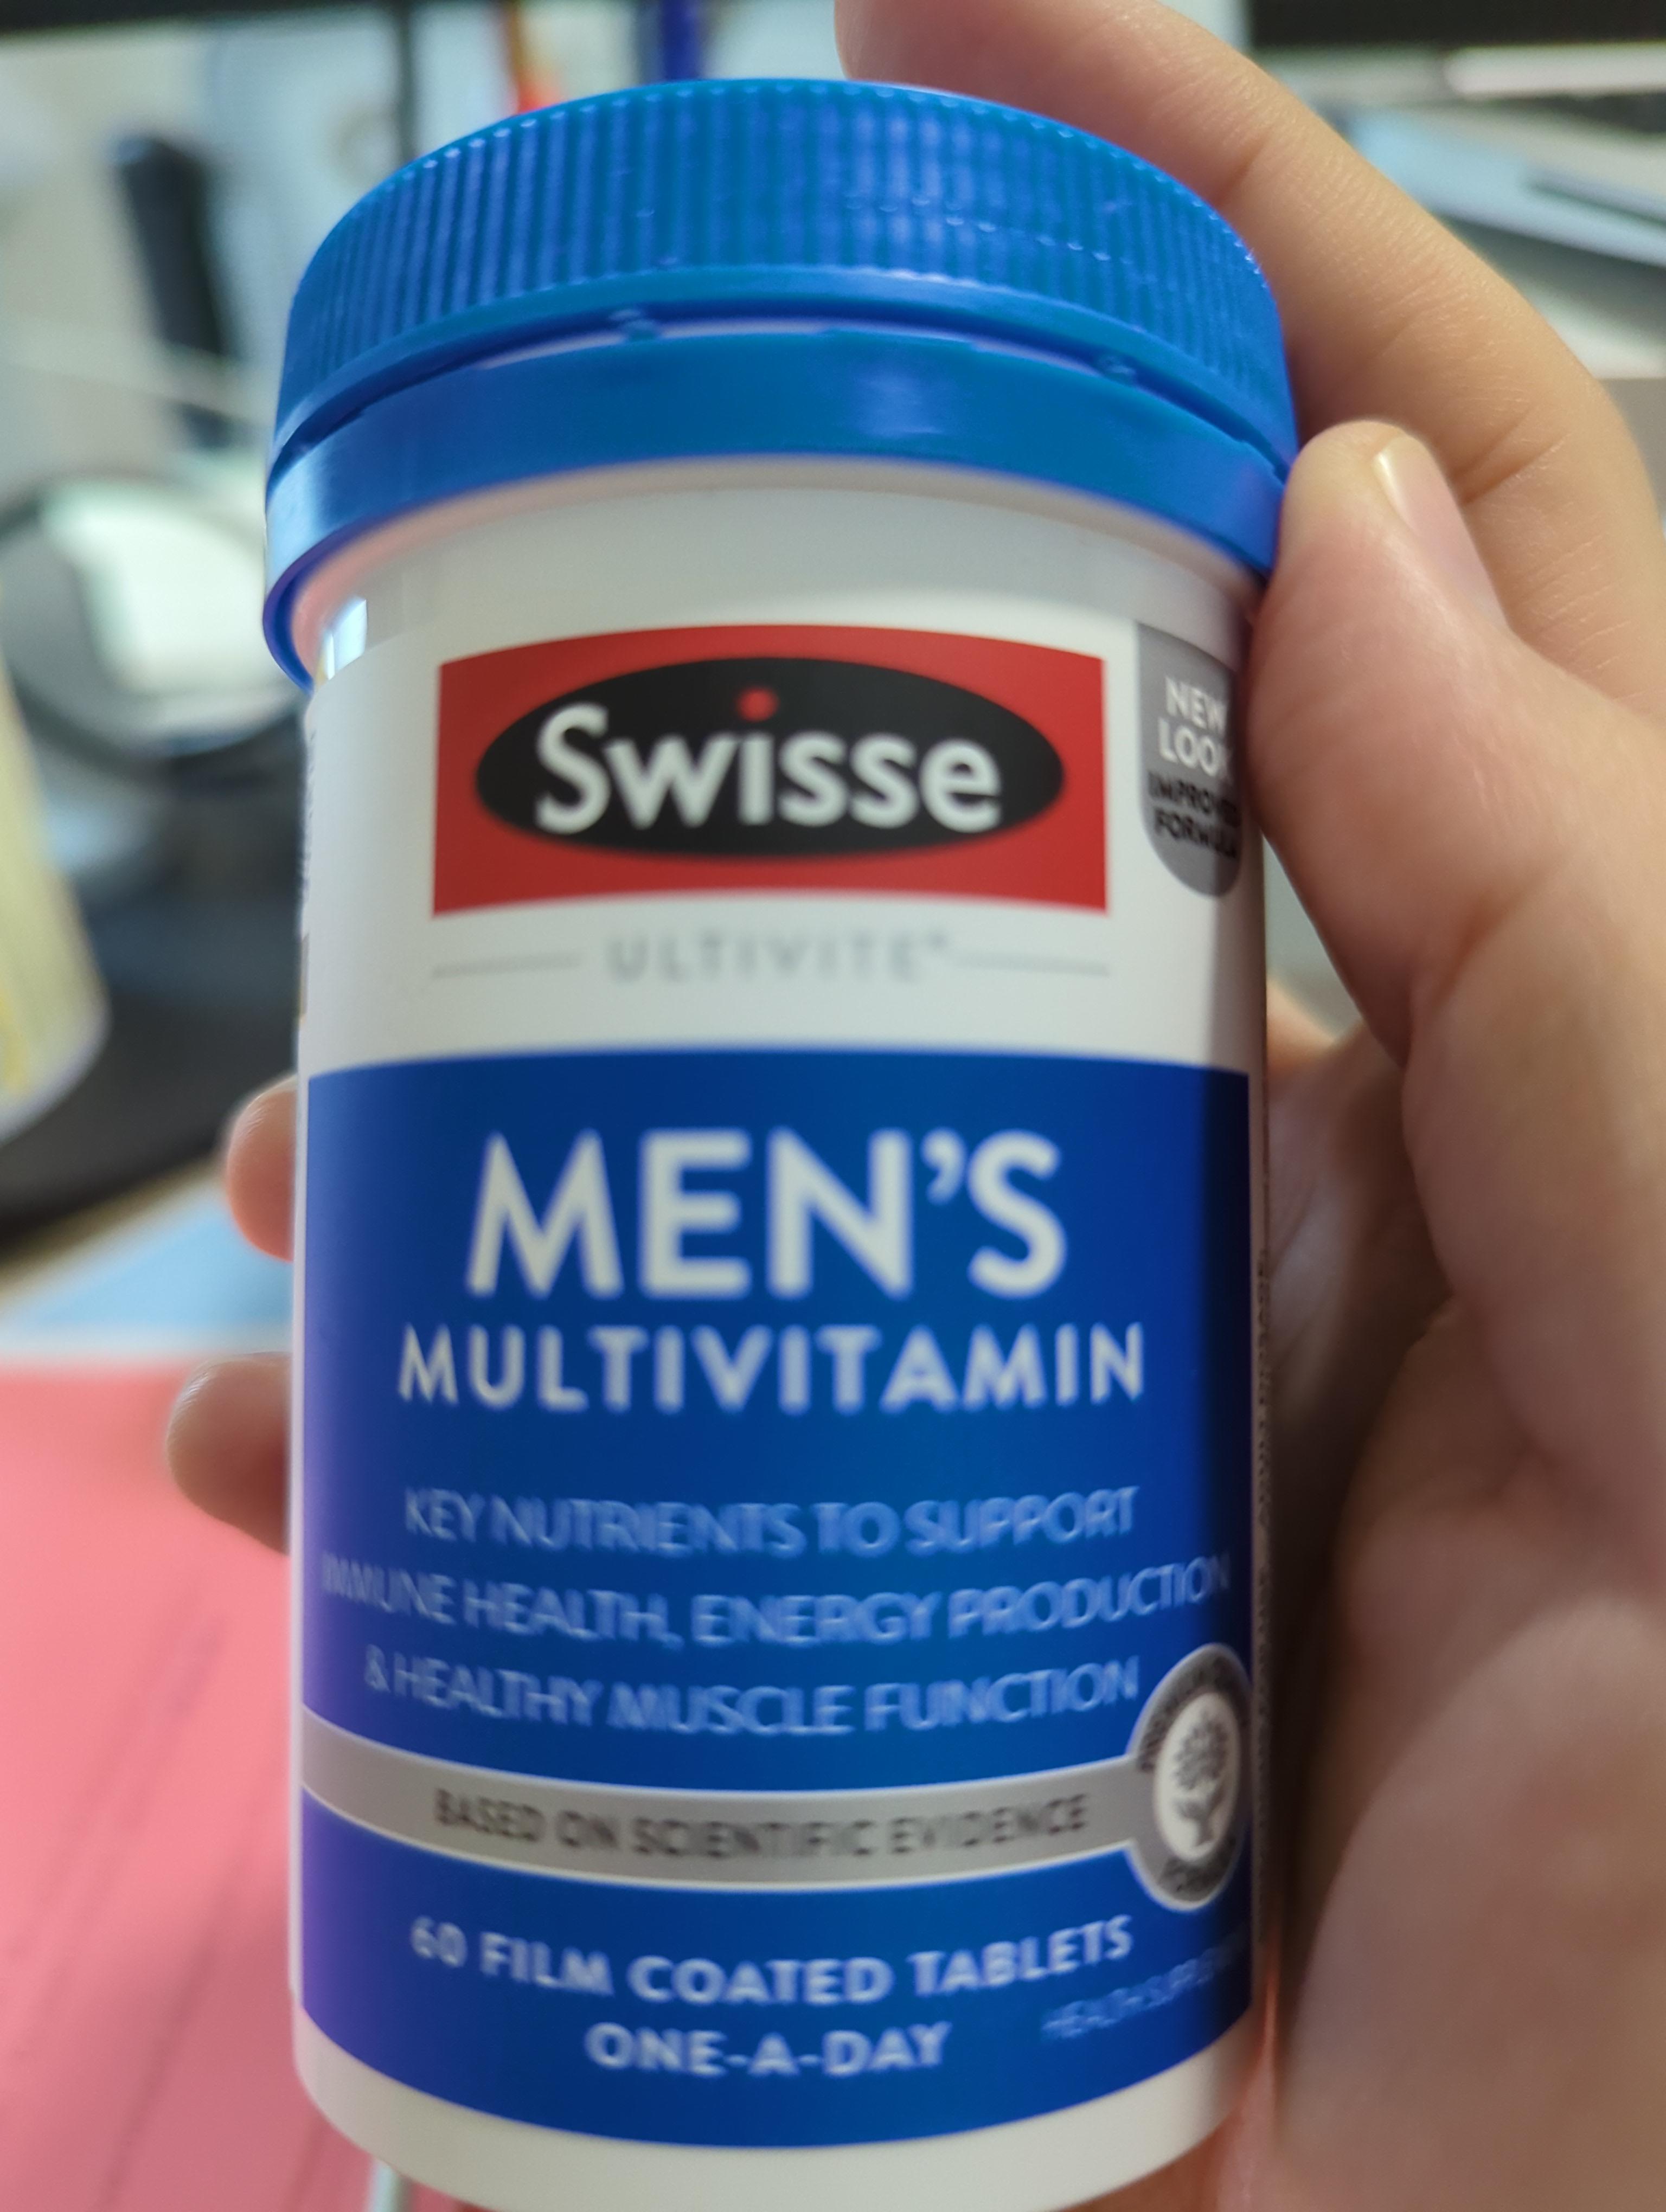 Swisse
NEW
LOOK
IMPROVED
FORMULA
ULTIVITE®
MEN'S
MULTIVITAMIN
KEY NUTRIENTS TO SUPPORT
IMMUNE HEALTH, ENERGY PRODUCTION
& HEALTHY MUSCLE FUNCTION
BASED ON SCIENTIFIC EVIDENCE
60 FILM COATED TABLETS
ONE-A-DAY
HEALTH